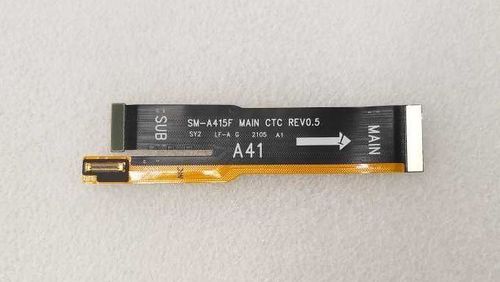 SUB
SM-A415F MAIN CTC REV0.5
SY2 LF-A G 2105 A1
A41
MAIN